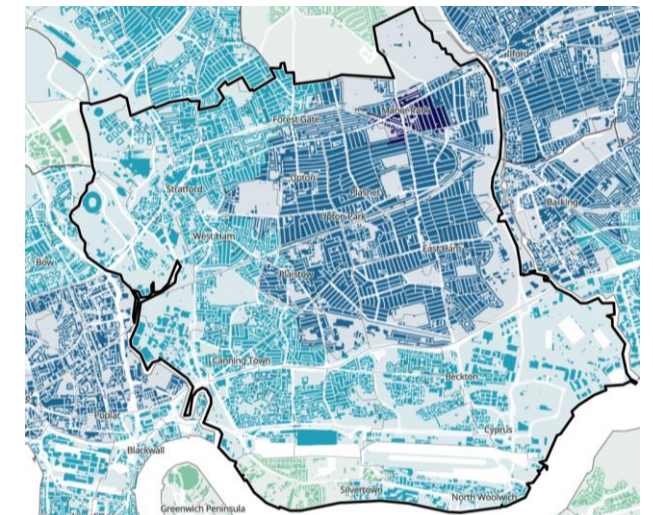 Ilford
Manor Park
Forest Gate
Upton
Stratford
Plashet
Barking
Upton Park
West Ham
East Ham
Bow
Plaistow
Canning Town
Beckton
Poplar
Cyprus
Blackwall
Silvertown
North Woolwich
Greenwich Peninsula